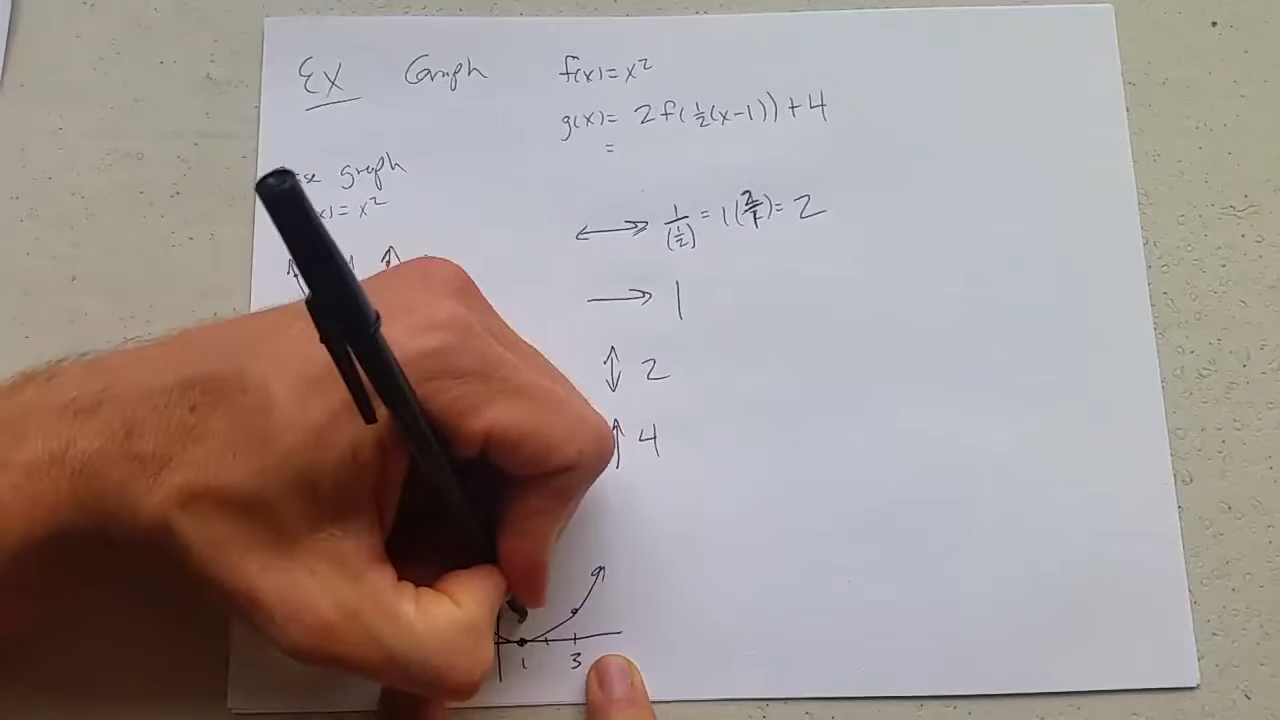 Ex Graph f(x) = x²
g(x) = 2f(½(x-1)) + 4
=
graph
x) = x²
↔ 1/(½) = 1(2/1) = 2
→ 1
↕ 2
↑ 4
1 3